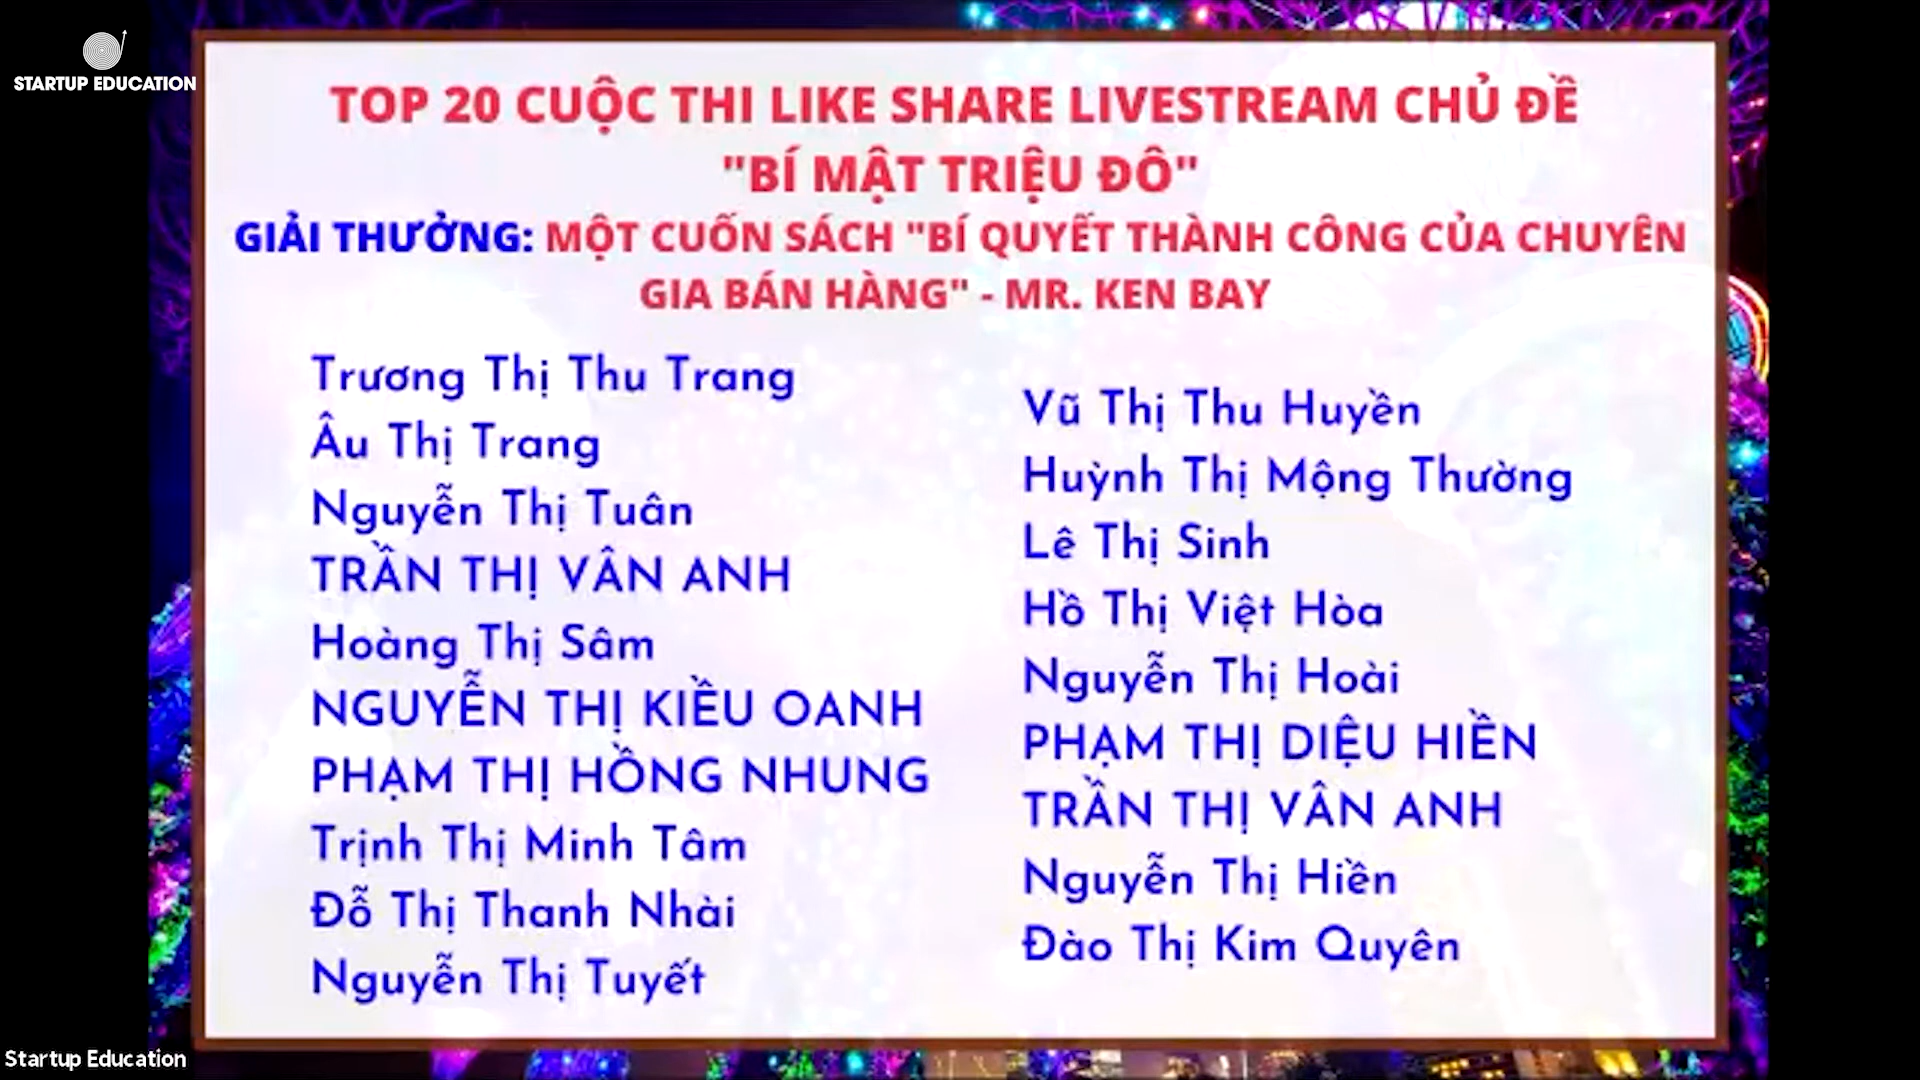 STARTUP EDUCATION
TOP 20 CUỘC THI LIKE SHARE LIVESTREAM CHỦ ĐỀ
"BÍ MẬT TRIỆU ĐÔ"
GIẢI THƯỞNG: MỘT CUỐN SÁCH "BÍ QUYẾT THÀNH CÔNG CỦA CHUYÊN
GIA BÁN HÀNG" - MR. KEN BAY
Trương Thị Thu Trang
Âu Thị Trang
Nguyễn Thị Tuân
TRẦN THỊ VÂN ANH
Hoàng Thị Sâm
NGUYỄN THỊ KIỀU OANH
PHẠM THỊ HỒNG NHUNG
Trịnh Thị Minh Tâm
Đỗ Thị Thanh Nhài
Nguyễn Thị Tuyết
Vũ Thị Thu Huyền
Huỳnh Thị Mộng Thường
Lê Thị Sinh
Hồ Thị Việt Hòa
Nguyễn Thị Hoài
PHẠM THỊ DIỆU HIỀN
TRẦN THỊ VÂN ANH
Nguyễn Thị Hiền
Đào Thị Kim Quyên
Startup Education